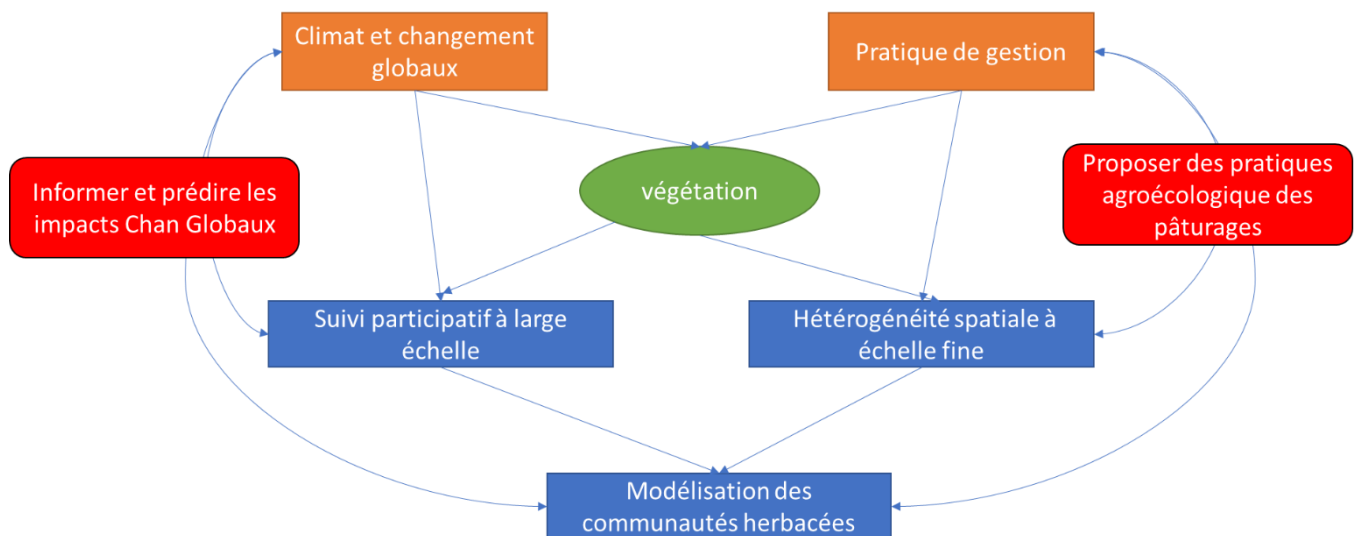 Climat et changement
globaux
Pratique de gestion
Informer et prédire les
impacts Chan Globaux
végétation
Proposer des pratiques
agroécologique des
pâturages
Suivi participatif à large
échelle
Hétérogénéité spatiale à
échelle fine
Modélisation des
communautés herbacées